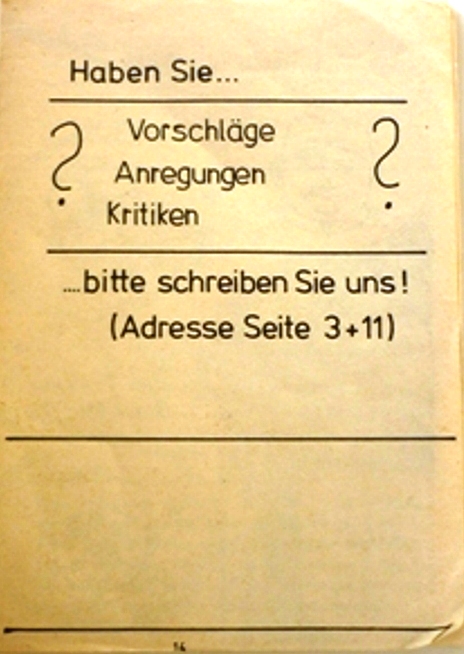 Haben Sie...
? Vorschläge ?
Anregungen
Kritiken
....bitte schreiben Sie uns!
(Adresse Seite 3+11)